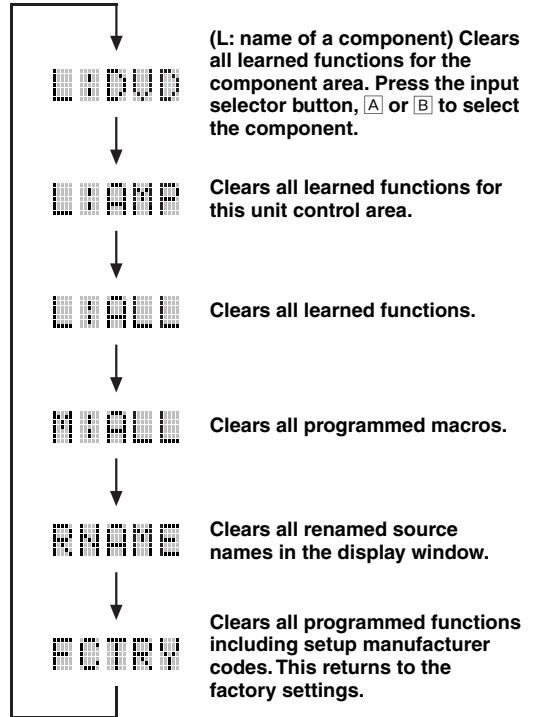 (L: name of a component) Clears
all learned functions for the
L:DVD
component area. Press the input
selector button, A or B to select
the component.
L:AMP
Clears all learned functions for
this unit control area.
L:ALL
Clears all learned functions.
M:ALL
Clears all programmed macros.
RNAME
Clears all renamed source
names in the display window.
FCTRY
Clears all programmed functions
including setup manufacturer
codes. This returns to the
factory settings.